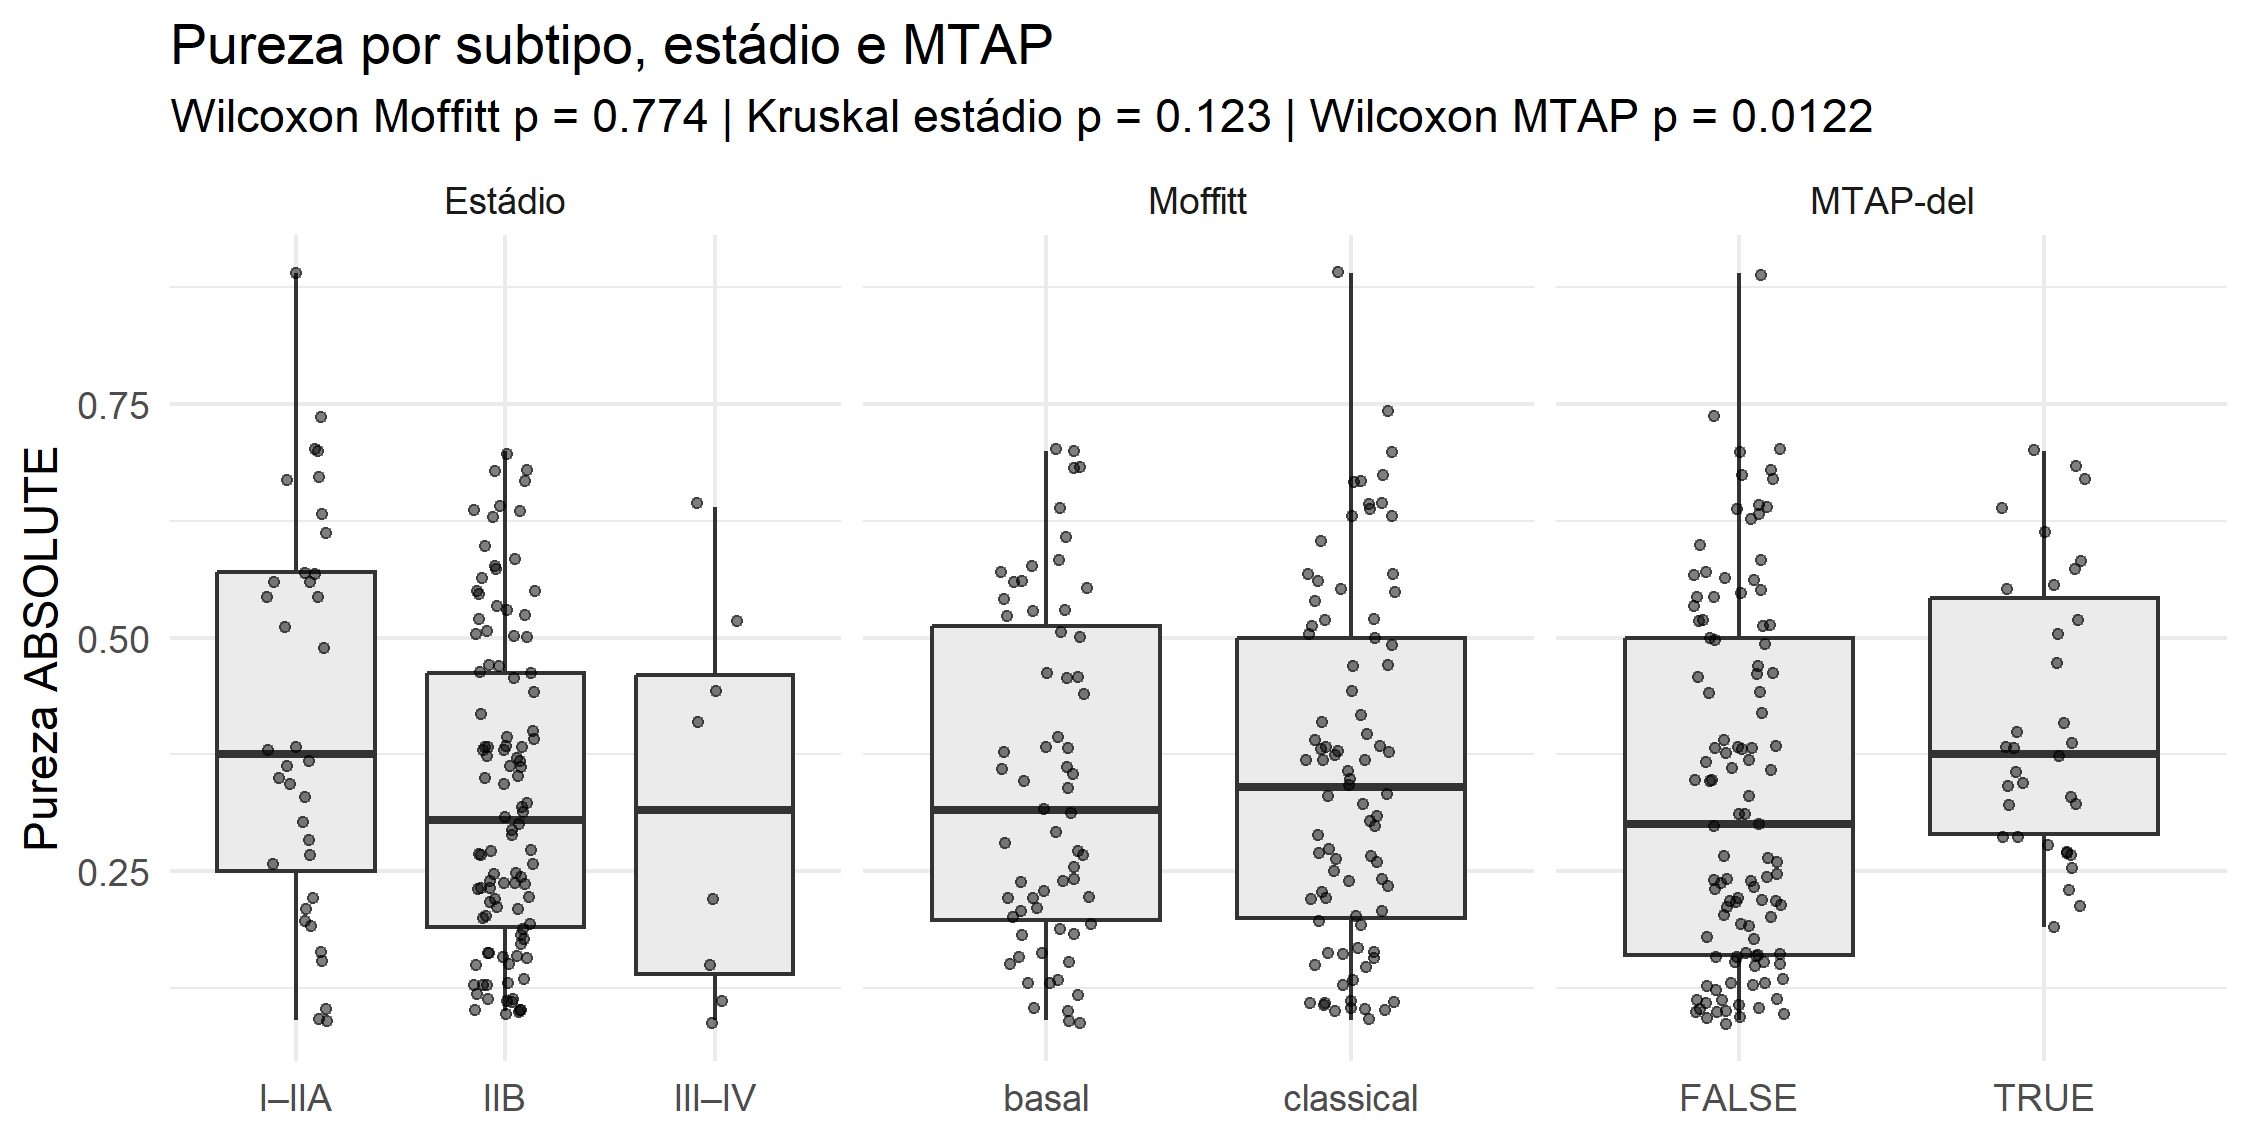 Pureza por subtipo, estádio e MTAP
Wilcoxon Moffitt p = 0.774 | Kruskal estádio p = 0.123 | Wilcoxon MTAP p = 0.0122
Estádio
Moffitt
MTAP-del
Pureza ABSOLUTE
0.75
0.50
0.25
I–IIA
IIB
III–IV
basal
classical
FALSE
TRUE